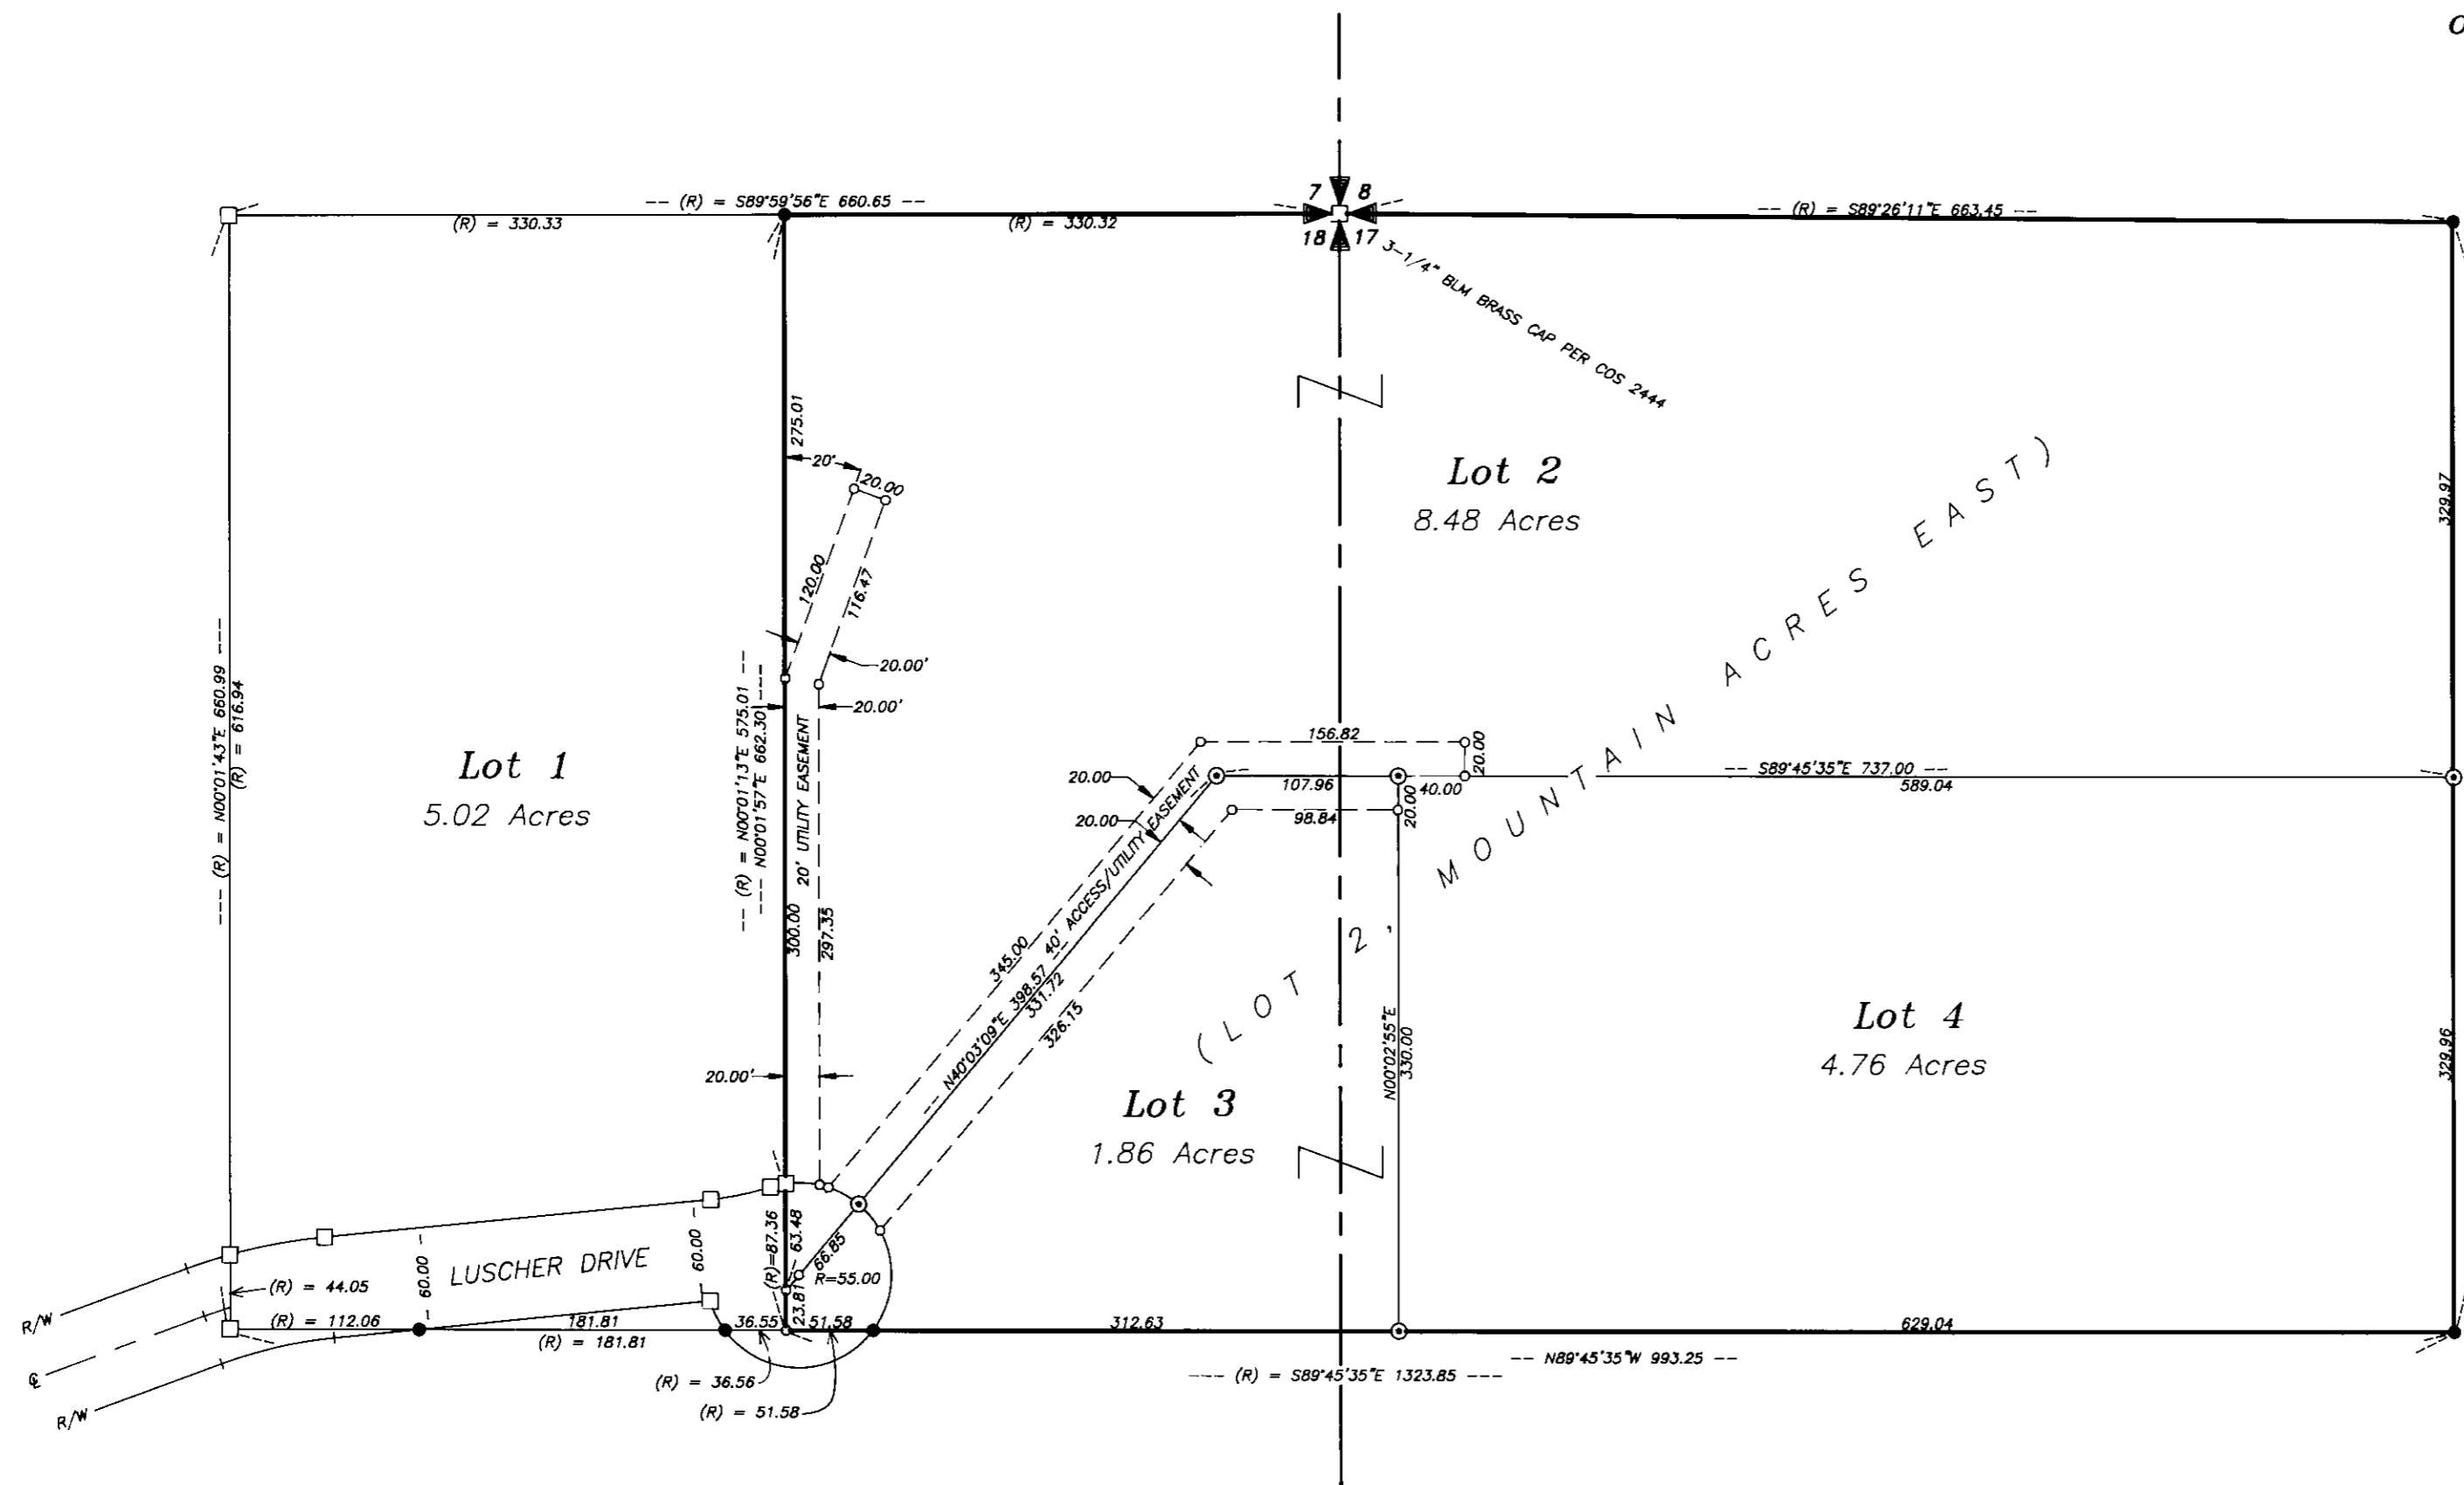 -- (R) = S89°59'56"E 660.65 --
(R) = 330.33
(R) = 330.32
7
8
18
17
-- (R) = S89°26'11"E 663.45 --
3-1/4" BLM BRASS CAP PER COS 2444
275.01
20'
20.00
120.00
116.47
20.00'
20.00'
Lot 2
8.48 Acres
329.97
--- (R) = N00°01'43"E 660.99 ---
(R) = 616.94
Lot 1
5.02 Acres
-- (R) = N00°01'13"E 575.01 --
--- N00°01'57"E 662.30 ---
20' UTILITY EASEMENT
300.00
297.35
20.00'
156.82
20.00
20.00
20.00
107.96
40.00
20.00
98.84
-- S89°45'35"E 737.00 --
589.04
345.00
N40°03'09"E 398.57
40' ACCESS/UTILITY EASEMENT
331.72
326.15
(LOT 2, MOUNTAIN ACRES EAST)
N00°02'55"E
330.00
Lot 3
1.86 Acres
Lot 4
4.76 Acres
329.96
LUSCHER DRIVE
60.00
60.00
(R)=87.36
63.48
23.81
66.85
R=55.00
(R) = 44.05
(R) = 112.06
181.81
(R) = 181.81
36.55
51.58
312.63
629.04
(R) = 36.56
(R) = 51.58
-- N89°45'35"W 993.25 --
--- (R) = S89°45'35"E 1323.85 ---
R/W
R/W